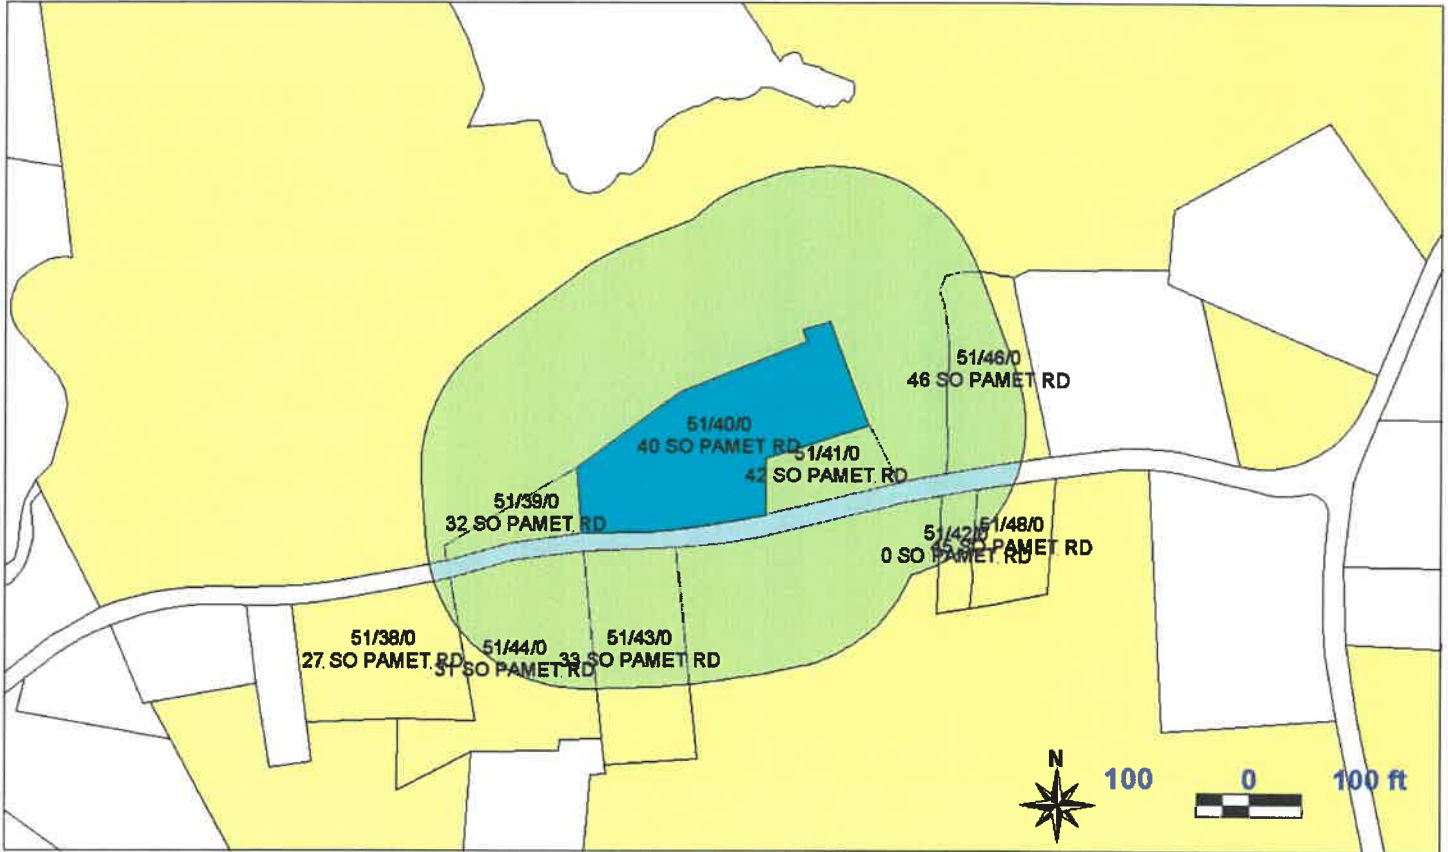 51/46/0
46 SO PAMET RD
51/40/0
40 SO PAMET RD
51/41/0
42 SO PAMET RD
51/39/0
32 SO PAMET RD
51/42/0
0 SO PAMET RD
51/48/0
45 SO PAMET RD
51/38/0
27 SO PAMET RD
51/44/0
31 SO PAMET RD
51/43/0
33 SO PAMET RD
N
100 0 100 ft